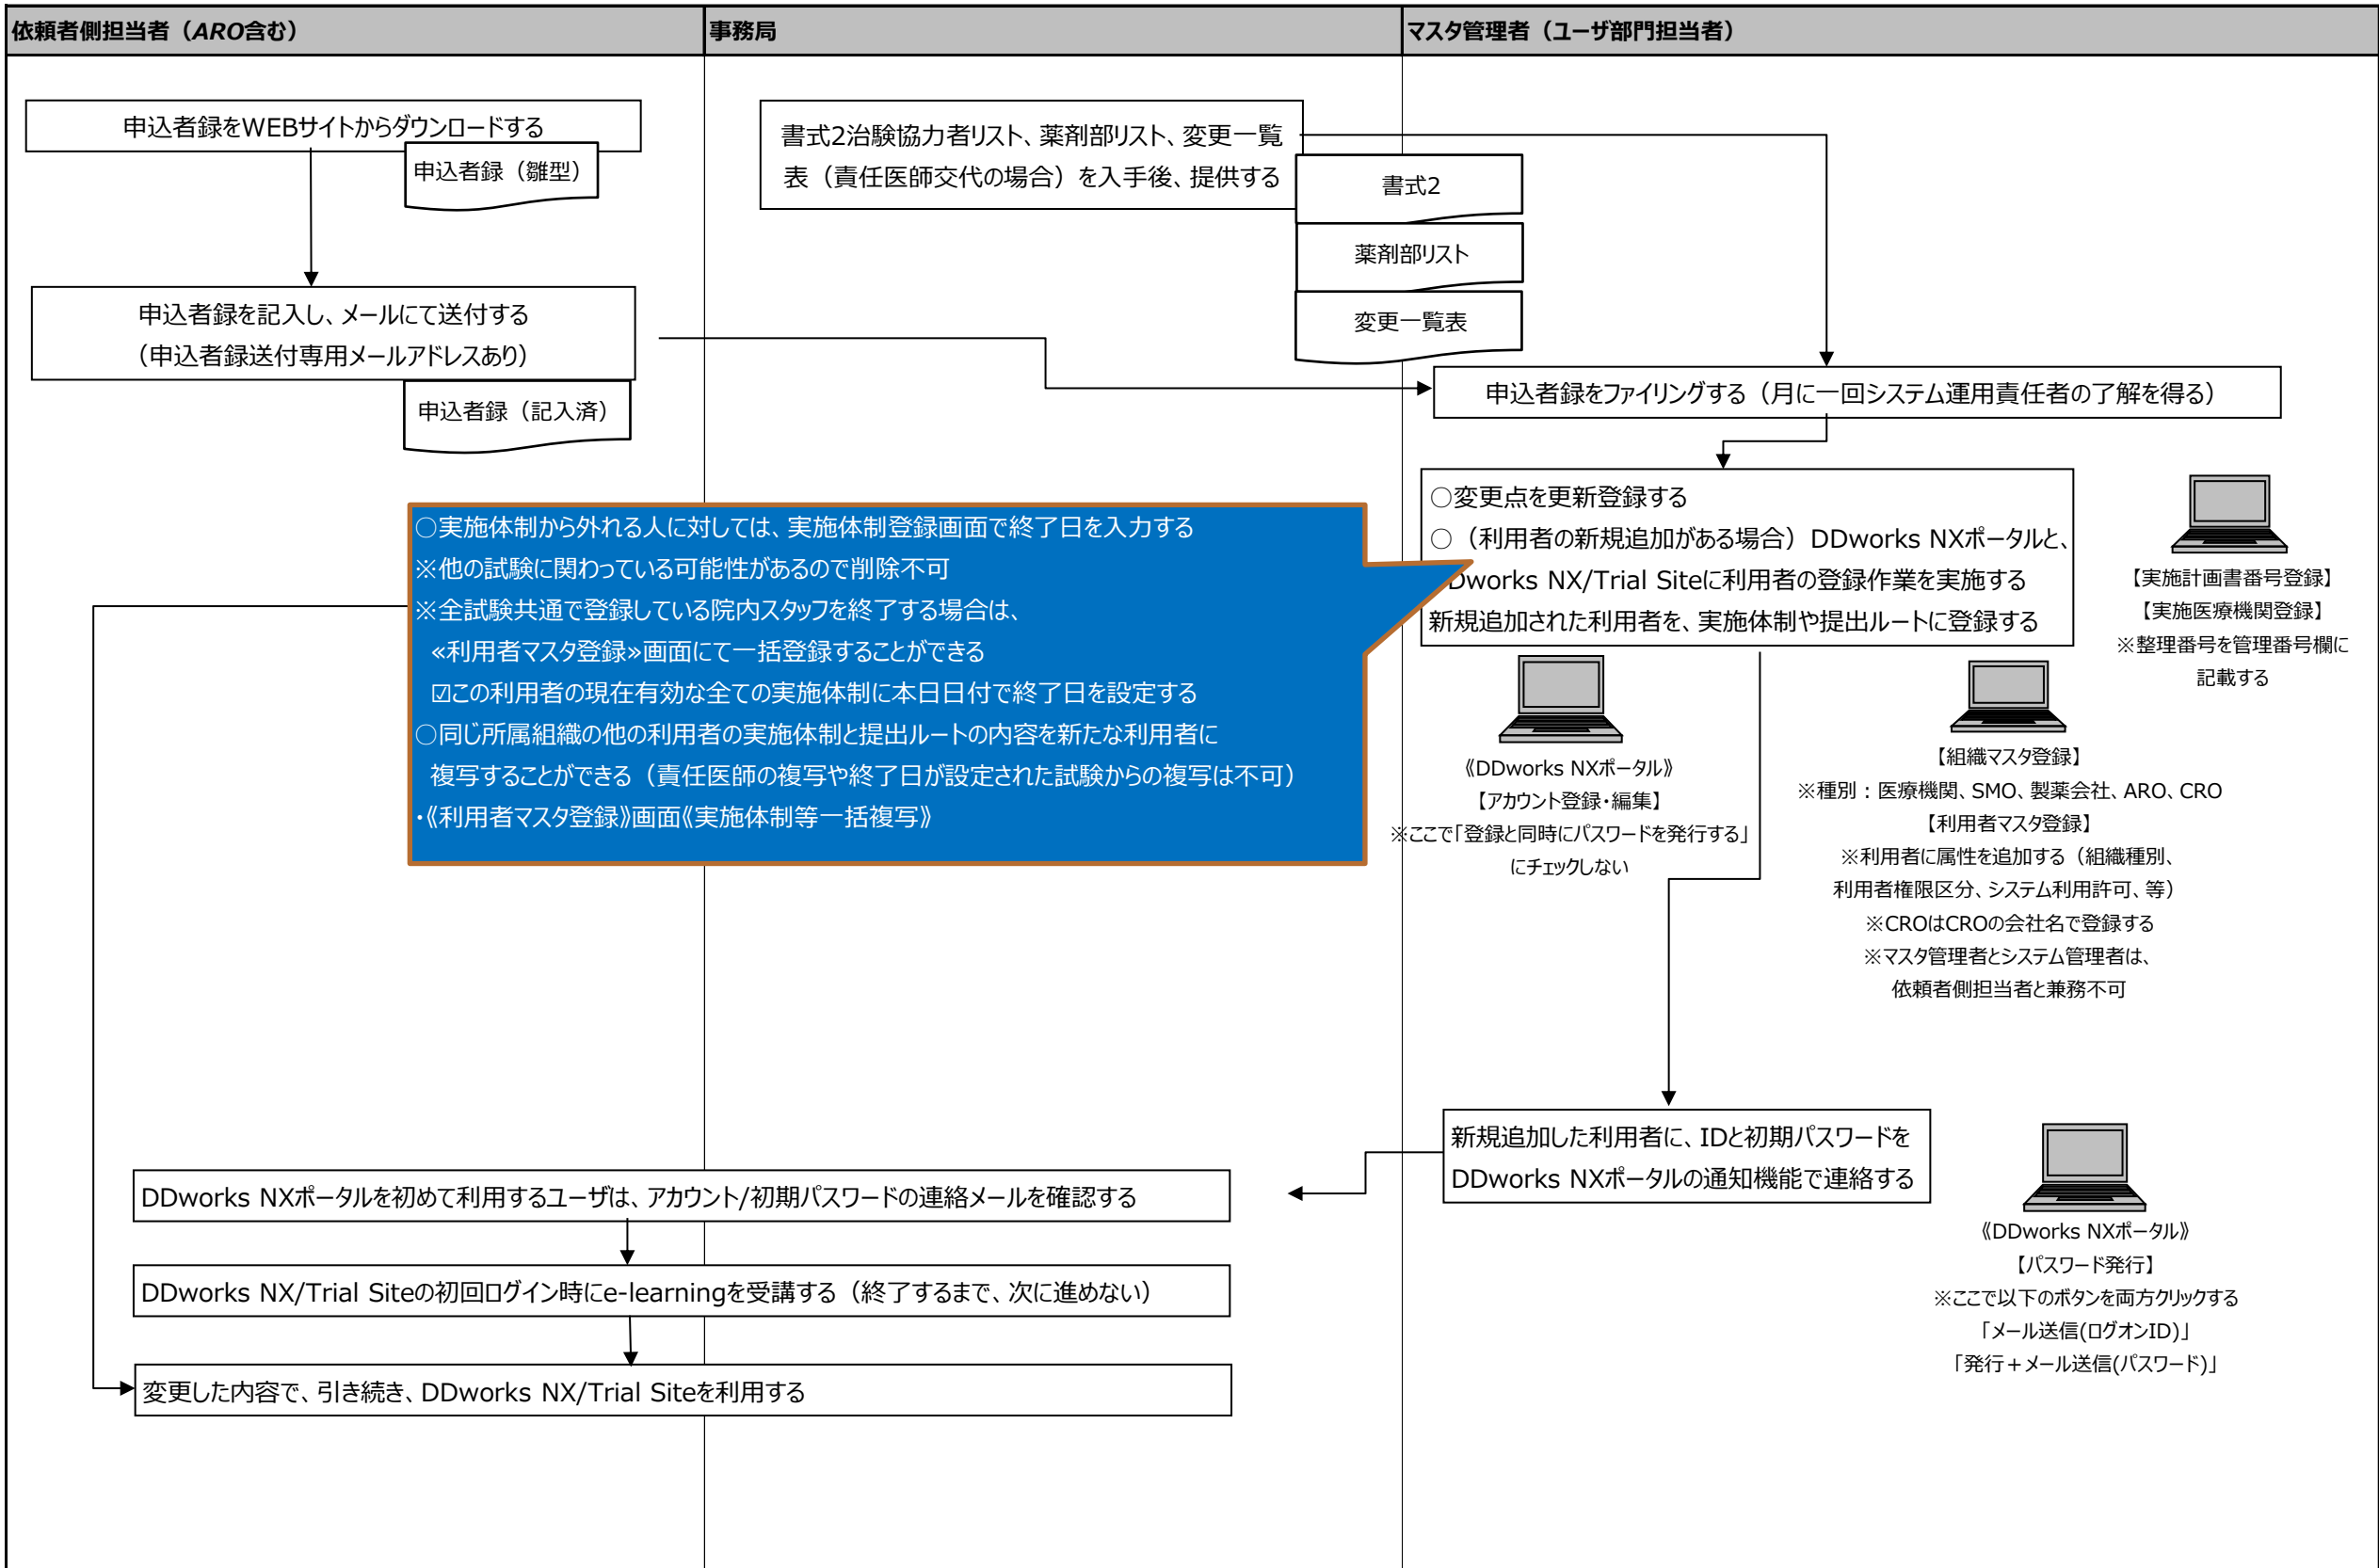 依頼者側担当者（ARO含む）
事務局
マスタ管理者（ユーザ部門担当者）
申込者録をWEBサイトからダウンロードする
申込者録（雛型）
書式2治験協力者リスト、薬剤部リスト、変更一覧
表（責任医師交代の場合）を入手後、提供する
書式2
薬剤部リスト
変更一覧表
申込者録を記入し、メールにて送付する
（申込者録送付専用メールアドレスあり）
申込者録（記入済）
申込者録をファイリングする（月に一回システム運用責任者の了解を得る）
○変更点を更新登録する
○（利用者の新規追加がある場合）DDworks NXポータルと、
Dworks NX/Trial Siteに利用者の登録作業を実施する
新規追加された利用者を、実施体制や提出ルートに登録する
【実施計画書番号登録】
【実施医療機関登録】
※整理番号を管理番号欄に
記載する
○実施体制から外れる人に対しては、実施体制登録画面で終了日を入力する
※他の試験に関わっている可能性があるので削除不可
※全試験共通で登録している院内スタッフを終了する場合は、
≪利用者マスタ登録≫画面にて一括登録することができる
☑この利用者の現在有効な全ての実施体制に本日日付で終了日を設定する
○同じ所属組織の他の利用者の実施体制と提出ルートの内容を新たな利用者に
複写することができる（責任医師の複写や終了日が設定された試験からの複写は不可）
・《利用者マスタ登録》画面《実施体制等一括複写》
《DDworks NXポータル》
【アカウント登録・編集】
※ここで「登録と同時にパスワードを発行する」
にチェックしない
【組織マスタ登録】
※種別：医療機関、SMO、製薬会社、ARO、CRO
【利用者マスタ登録】
※利用者に属性を追加する（組織種別、
利用者権限区分、システム利用許可、等）
※CROはCROの会社名で登録する
※マスタ管理者とシステム管理者は、
依頼者側担当者と兼務不可
新規追加した利用者に、IDと初期パスワードを
DDworks NXポータルの通知機能で連絡する
《DDworks NXポータル》
【パスワード発行】
※ここで以下のボタンを両方クリックする
「メール送信(ログオンID)」
「発行＋メール送信(パスワード)」
DDworks NXポータルを初めて利用するユーザは、アカウント/初期パスワードの連絡メールを確認する
DDworks NX/Trial Siteの初回ログイン時にe-learningを受講する（終了するまで、次に進めない）
変更した内容で、引き続き、DDworks NX/Trial Siteを利用する